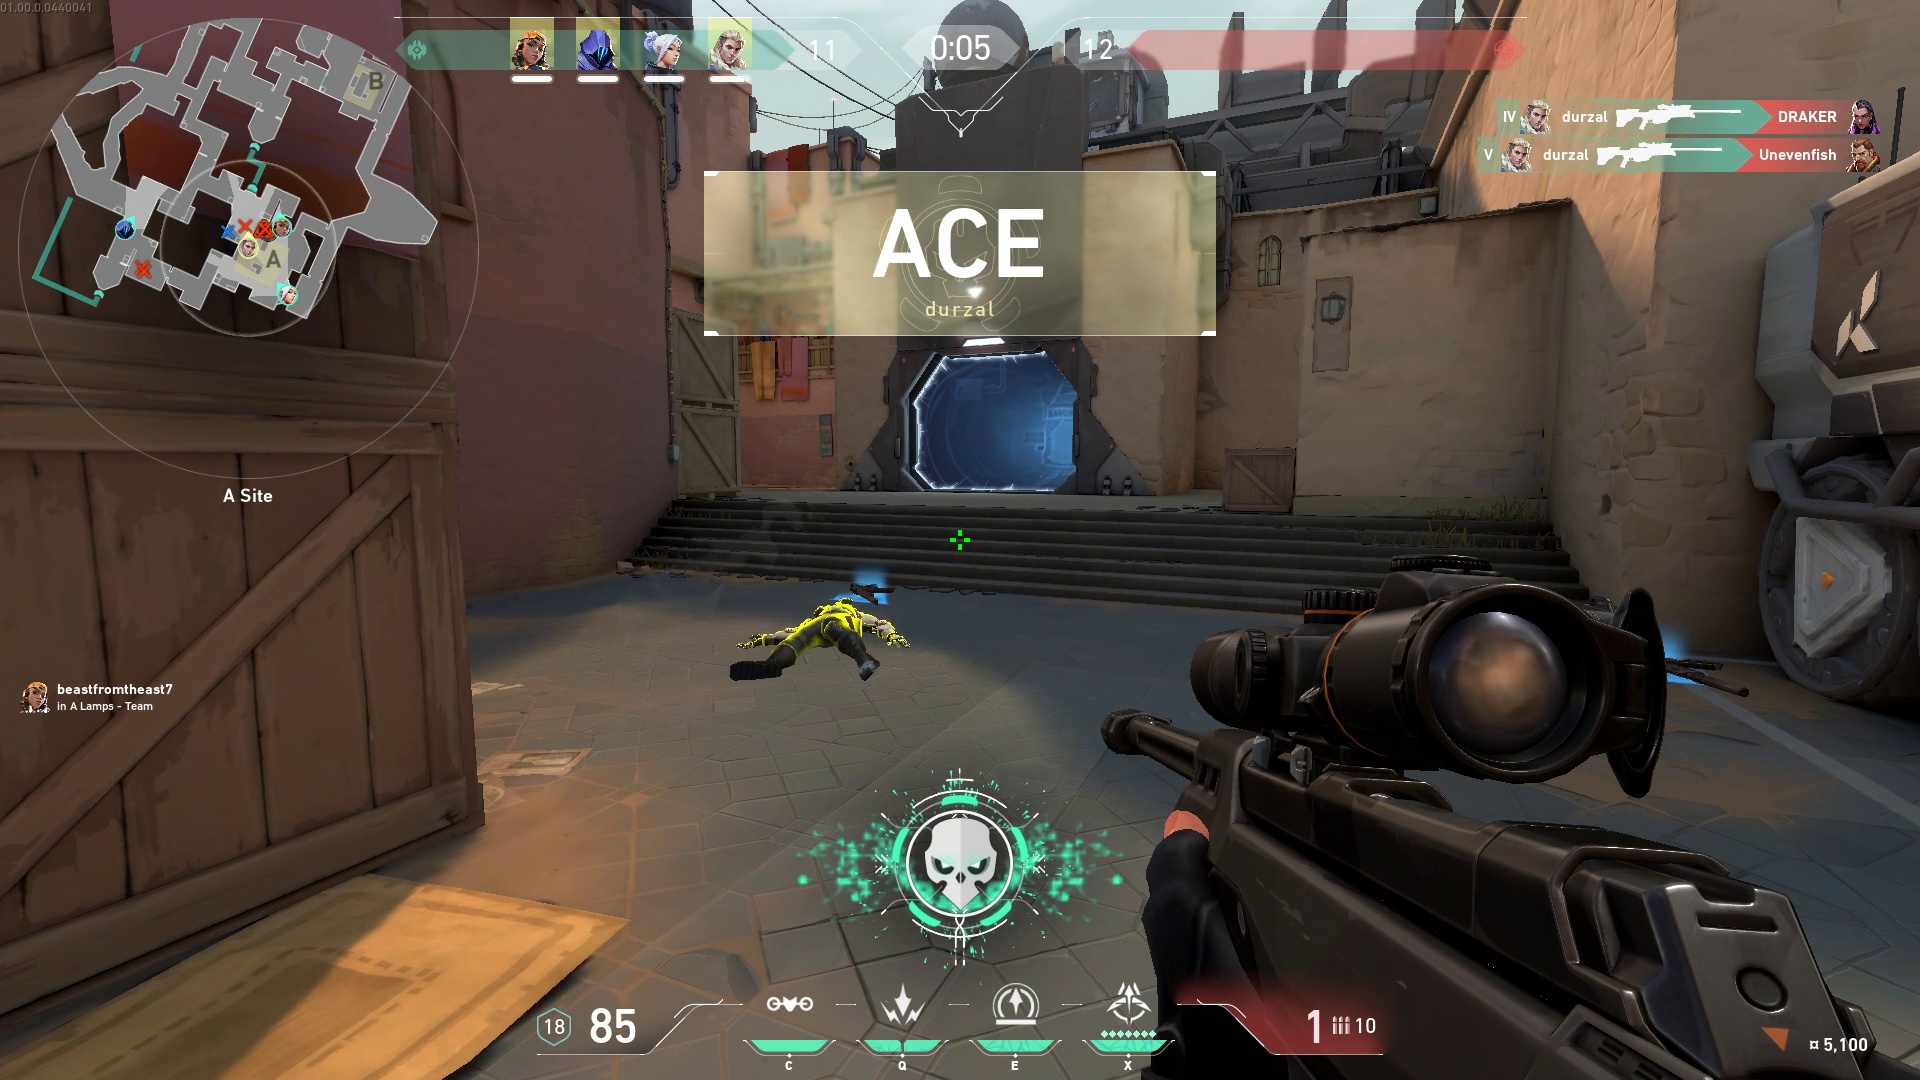 01.00.0.0440041
11
0:05
12
B
A
IV durzal DRAKER
V durzal Unevenfish
ACE
durzal
A Site
beastfromtheast7
in A Lamps - Team
18 85
C
Q
E
X
1 10
¤ 5,100